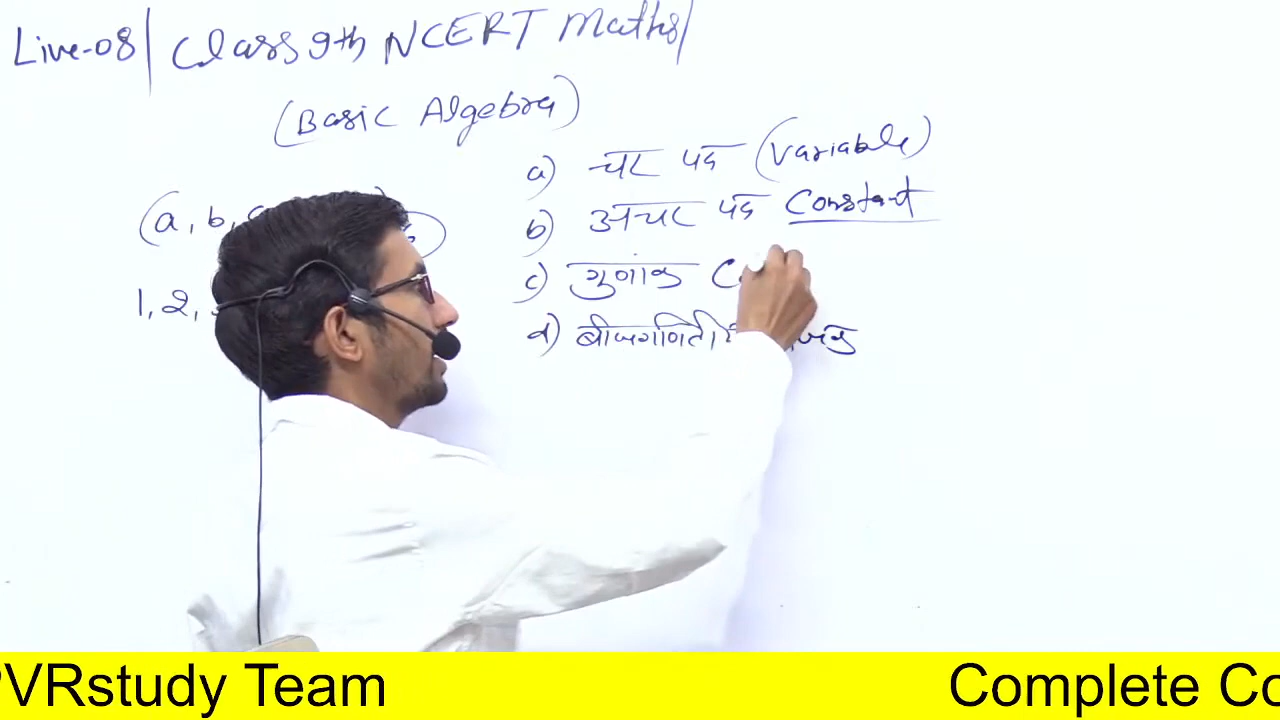 Live-08| Class 9th NCERT Maths|
(Basic Algebra)
a) चर पद (Variable)
b) अचर पद Constant
(a, b,
c) गुणांक C
1, 2,
d) बीजगणितीय
PVRstudy Team
Complete Co